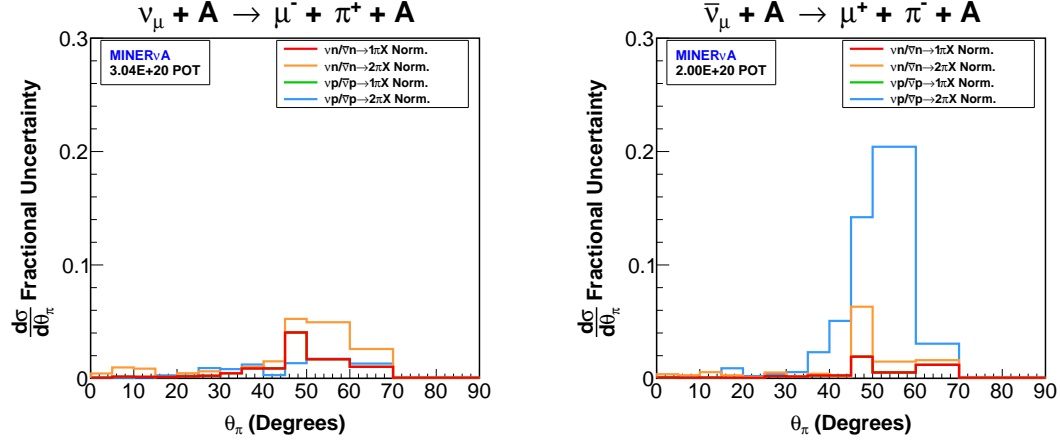 νμ + A → μ- + π+ + A
0.3
0.2
0.1
0
dσ/dθπ Fractional Uncertainty
MINERνA
3.04E+20 POT
νn/ν̅n→1πX Norm.
νn/ν̅n→2πX Norm.
νp/ν̅p→1πX Norm.
νp/ν̅p→2πX Norm.
0 10 20 30 40 50 60 70 80 90
θπ (Degrees)
ν̅μ + A → μ+ + π- + A
0.3
0.2
0.1
0
dσ/dθπ Fractional Uncertainty
MINERνA
2.00E+20 POT
νn/ν̅n→1πX Norm.
νn/ν̅n→2πX Norm.
νp/ν̅p→1πX Norm.
νp/ν̅p→2πX Norm.
0 10 20 30 40 50 60 70 80 90
θπ (Degrees)